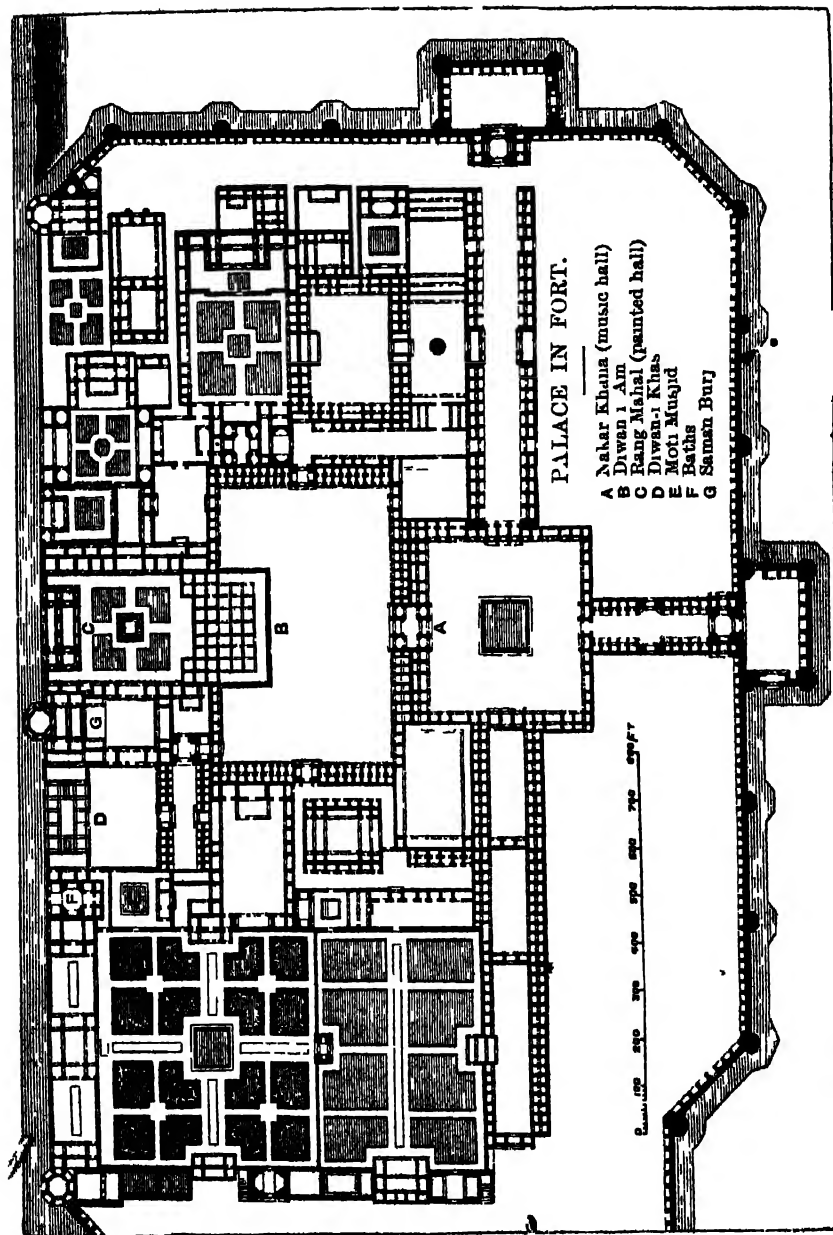 PALACE IN FORT.
A Nakar Khana (music hall)
B Diwan i Am
C Rang Mahal (painted hall)
D Diwan-i Khas
E Moti Musjid
F Baths
G Saman Burj
C
B
A
G
D
F
0 100 200 300 400 500 600 700 800 FT